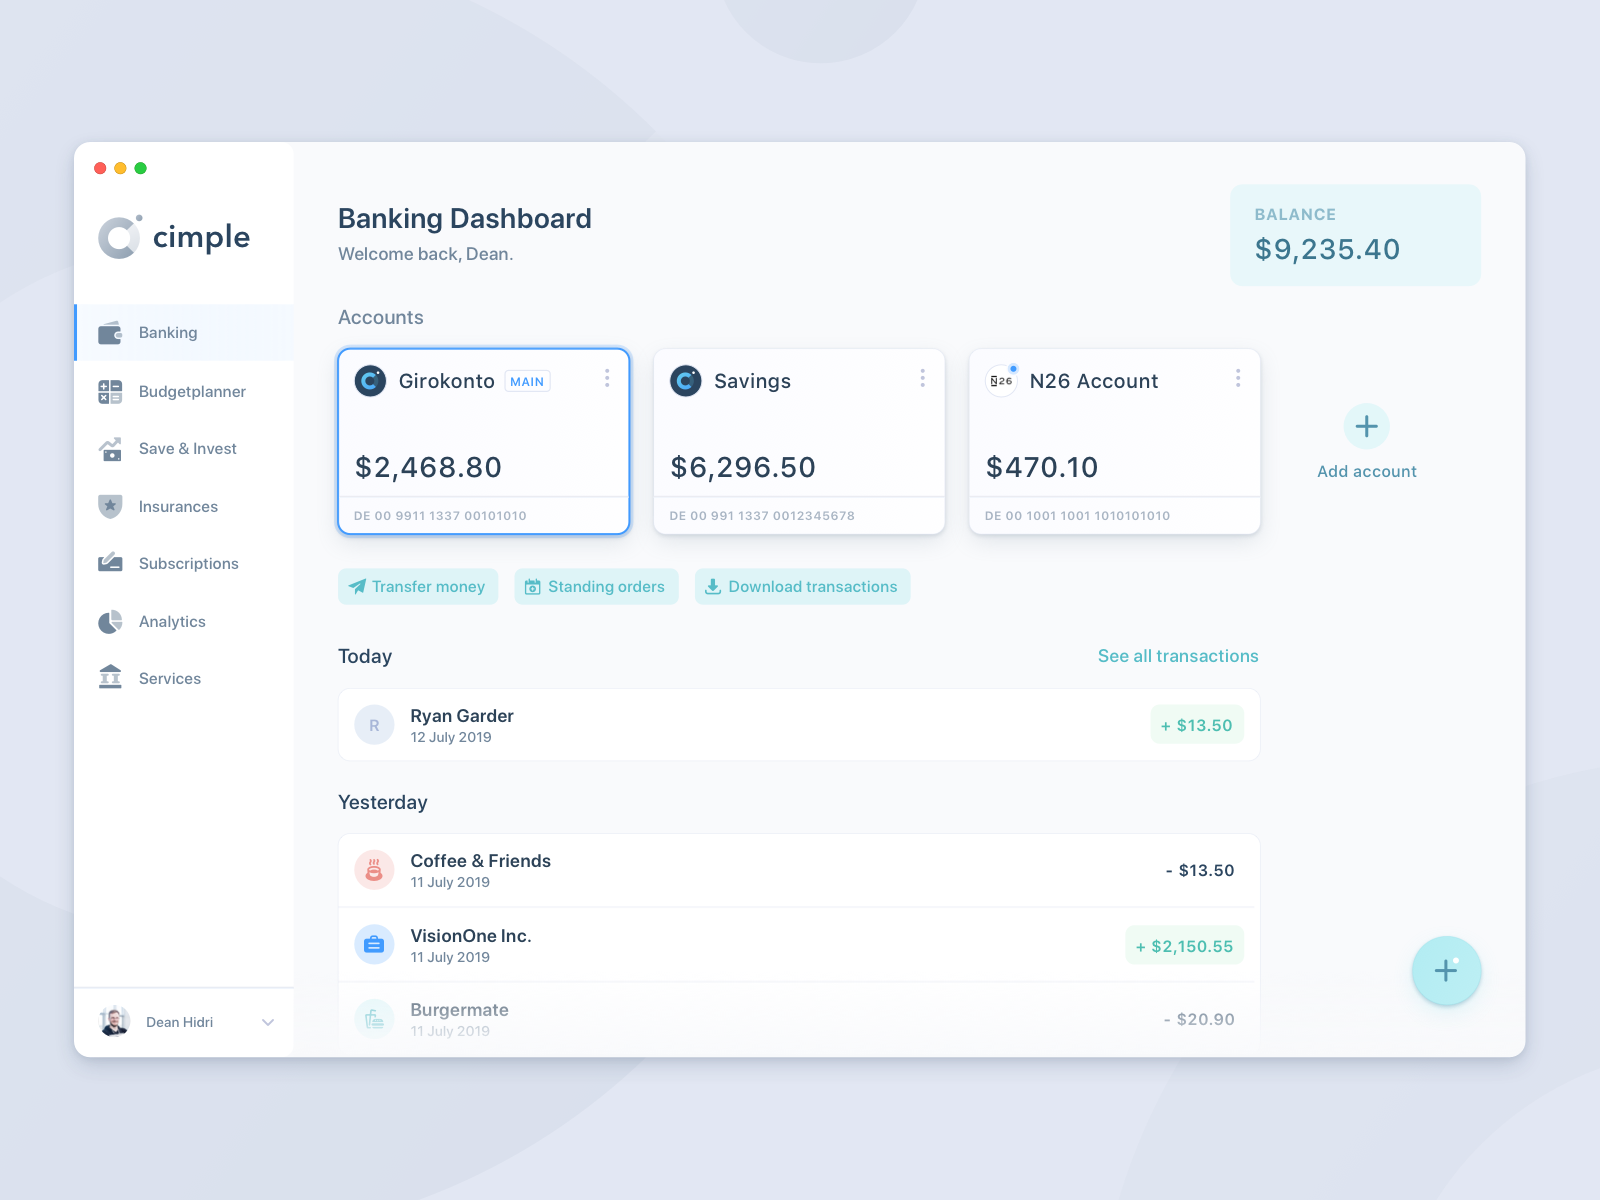 cimple
Banking
Budgetplanner
Save & Invest
Insurances
Subscriptions
Analytics
Services
Dean Hidri
Banking Dashboard
Welcome back, Dean.
BALANCE
$9,235.40
Accounts
Girokonto MAIN
$2,468.80
DE 00 9911 1337 00101010
Savings
$6,296.50
DE 00 991 1337 0012345678
N26 N26 Account
$470.10
DE 00 1001 1001 1010101010
Add account
Transfer money
Standing orders
Download transactions
Today
See all transactions
R
Ryan Garder
12 July 2019
+ $13.50
Yesterday
Coffee & Friends
11 July 2019
- $13.50
VisionOne Inc.
11 July 2019
+ $2,150.55
Burgermate
11 July 2019
- $20.90